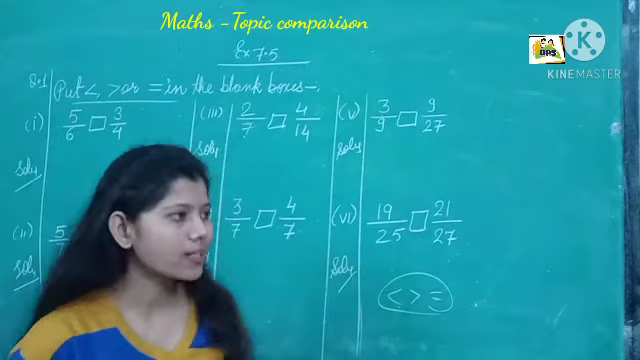 Maths - Topic comparison
Ex 7.5
DPS
KINEMASTER
Q.1 Put <, > or = in the blank boxes-.
(i) 5/6 □ 3/4
Soln
(iii) 2/7 □ 4/14
Soln
(v) 3/9 □ 9/27
Soln
(ii) 5/7
Soln
3/7 □ 4/7
(vi) 19/25 □ 21/27
Soln
< > =